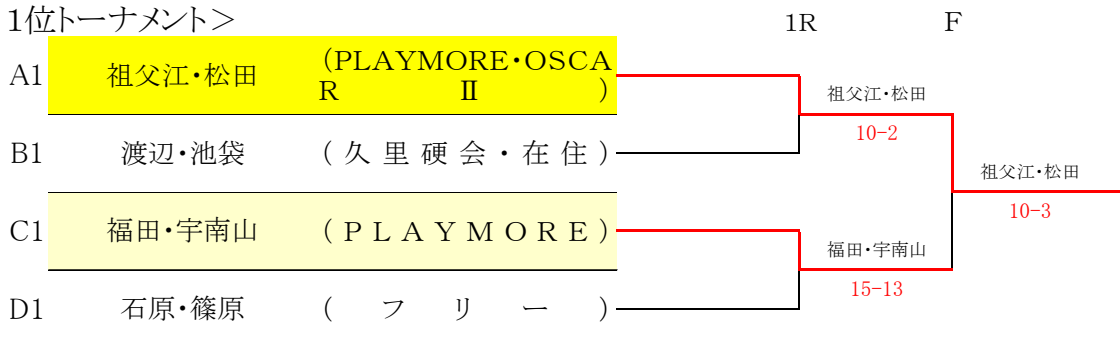 1位トーナメント＞ 1R F
A1 祖父江・松田 (PLAYMORE・OSCA
R Ⅱ )
祖父江・松田
10-2
B1 渡辺・池袋 (久里硬会・在住)
祖父江・松田
10-3
C1 福田・宇南山 (PLAYMORE)
福田・宇南山
15-13
D1 石原・篠原 (フリー)